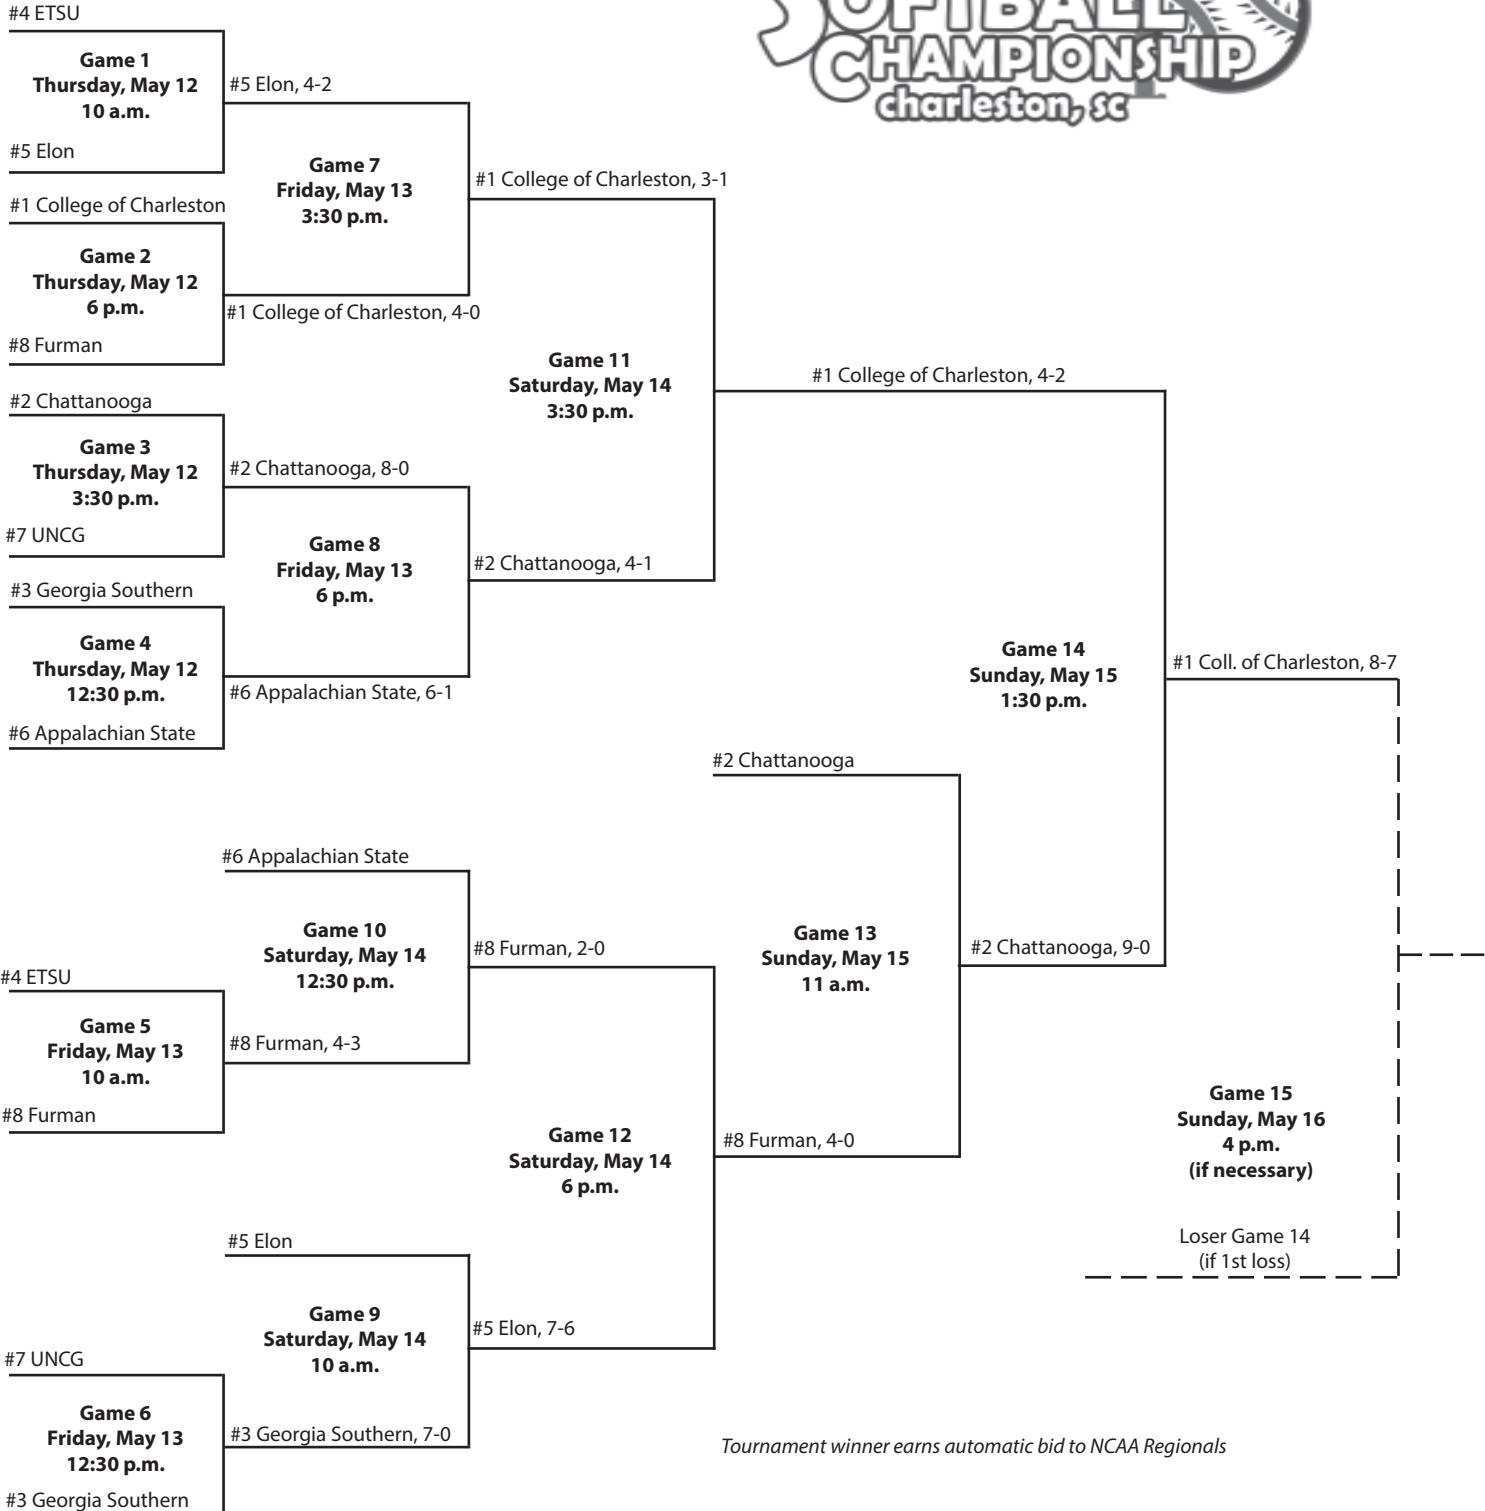 SOFTBALL
CHAMPIONSHIP
charleston, sc
#4 ETSU
Game 1
Thursday, May 12
10 a.m.
#5 Elon
#5 Elon, 4-2
#1 College of Charleston
Game 2
Thursday, May 12
6 p.m.
#8 Furman
#1 College of Charleston, 4-0
Game 7
Friday, May 13
3:30 p.m.
#1 College of Charleston, 3-1
#2 Chattanooga
Game 3
Thursday, May 12
3:30 p.m.
#7 UNCG
#2 Chattanooga, 8-0
#3 Georgia Southern
Game 4
Thursday, May 12
12:30 p.m.
#6 Appalachian State
#6 Appalachian State, 6-1
Game 8
Friday, May 13
6 p.m.
#2 Chattanooga, 4-1
Game 11
Saturday, May 14
3:30 p.m.
#1 College of Charleston, 4-2
Game 14
Sunday, May 15
1:30 p.m.
#1 Coll. of Charleston, 8-7
#2 Chattanooga
#6 Appalachian State
Game 10
Saturday, May 14
12:30 p.m.
#8 Furman, 2-0
#4 ETSU
Game 5
Friday, May 13
10 a.m.
#8 Furman
#8 Furman, 4-3
Game 13
Sunday, May 15
11 a.m.
#2 Chattanooga, 9-0
Game 12
Saturday, May 14
6 p.m.
#8 Furman, 4-0
Game 15
Sunday, May 16
4 p.m.
(if necessary)
Loser Game 14
(if 1st loss)
#5 Elon
Game 9
Saturday, May 14
10 a.m.
#5 Elon, 7-6
#7 UNCG
Game 6
Friday, May 13
12:30 p.m.
#3 Georgia Southern
#3 Georgia Southern, 7-0
Tournament winner earns automatic bid to NCAA Regionals